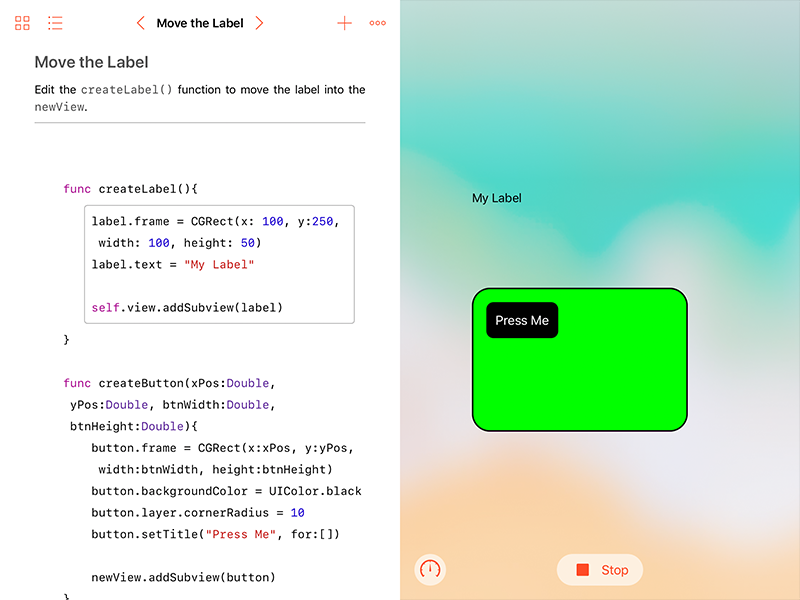 Move the Label
Move the Label
Edit the createLabel() function to move the label into the
newView.
func createLabel(){
label.frame = CGRect(x: 100, y:250,
width: 100, height: 50)
label.text = "My Label"
self.view.addSubview(label)
}
func createButton(xPos:Double,
yPos:Double, btnWidth:Double,
btnHeight:Double){
button.frame = CGRect(x:xPos, y:yPos,
width:btnWidth, height:btnHeight)
button.backgroundColor = UIColor.black
button.layer.cornerRadius = 10
button.setTitle("Press Me", for:[])
newView.addSubview(button)
}
My Label
Press Me
Stop